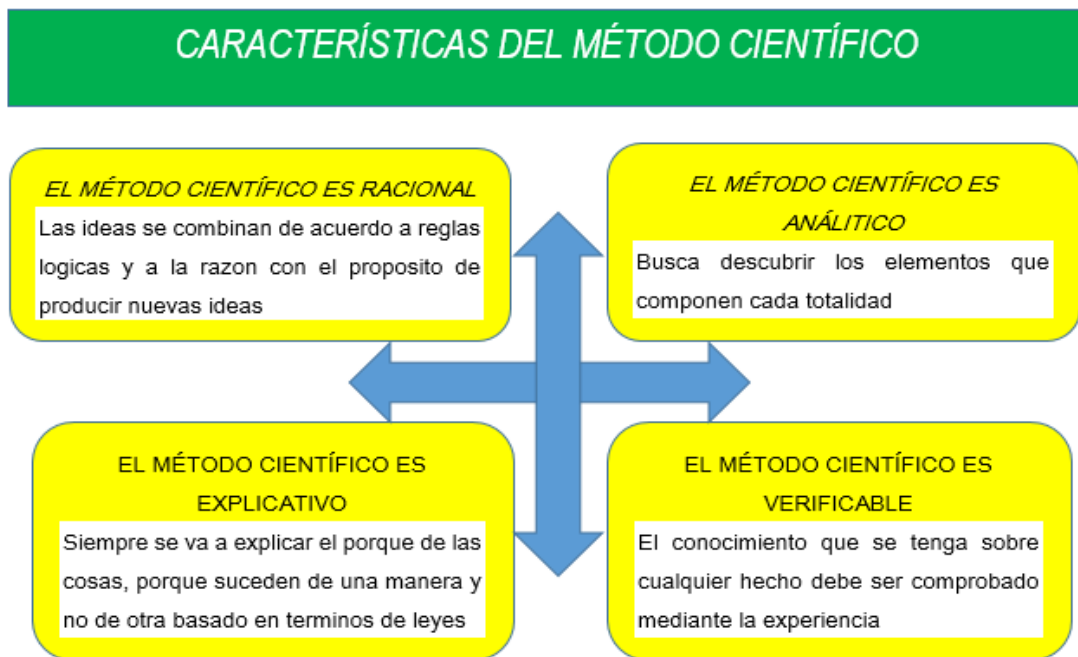 CARACTERÍSTICAS DEL MÉTODO CIENTÍFICO
EL MÉTODO CIENTÍFICO ES RACIONAL
Las ideas se combinan de acuerdo a reglas
logicas y a la razon con el proposito de
producir nuevas ideas
EL MÉTODO CIENTÍFICO ES
ANÁLITICO
Busca descubrir los elementos que
componen cada totalidad
EL MÉTODO CIENTÍFICO ES
EXPLICATIVO
Siempre se va a explicar el porque de las
cosas, porque suceden de una manera y
no de otra basado en terminos de leyes
EL MÉTODO CIENTÍFICO ES
VERIFICABLE
El conocimiento que se tenga sobre
cualquier hecho debe ser comprobado
mediante la experiencia